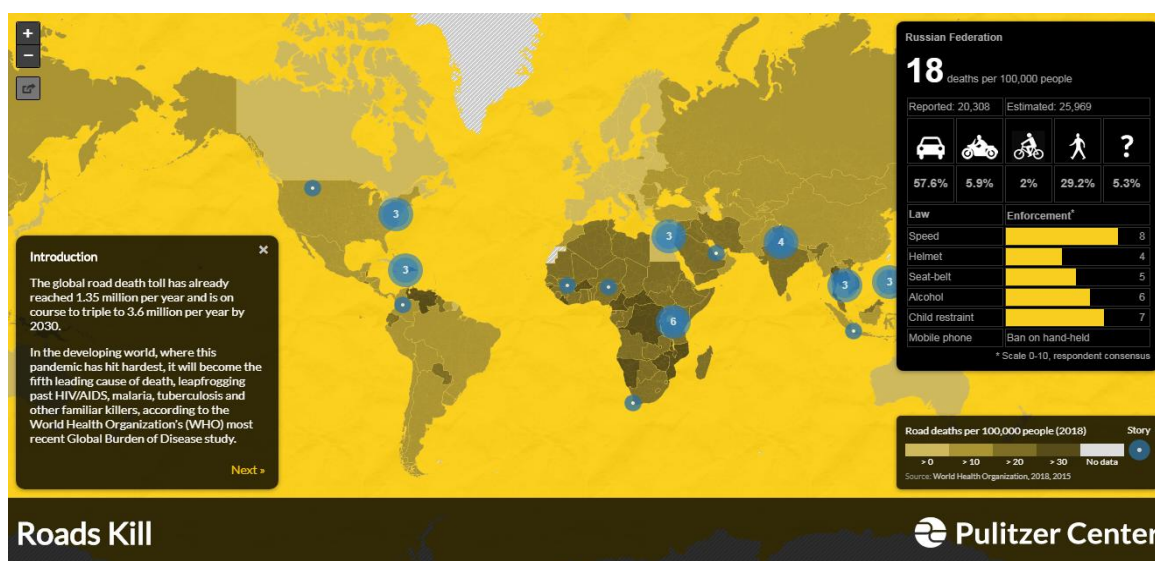 +
−
Introduction
×
The global road death toll has already
reached 1.35 million per year and is on
course to triple to 3.6 million per year by
2030.
In the developing world, where this
pandemic has hit hardest, it will become the
fifth leading cause of death, leapfrogging
past HIV/AIDS, malaria, tuberculosis and
other familiar killers, according to the
World Health Organization's (WHO) most
recent Global Burden of Disease study.
Next »
3
3
3
4
6
3
3
Russian Federation
18 deaths per 100,000 people
Reported: 20,308 Estimated: 25,969
?
57.6% 5.9% 2% 29.2% 5.3%
Law Enforcement*
Speed 8
Helmet 4
Seat-belt 5
Alcohol 6
Child restraint 7
Mobile phone Ban on hand-held
* Scale 0-10, respondent consensus
Road deaths per 100,000 people (2018) Story
> 0 > 10 > 20 > 30 No data
Source: World Health Organization, 2018, 2015
Roads Kill
Pulitzer Center